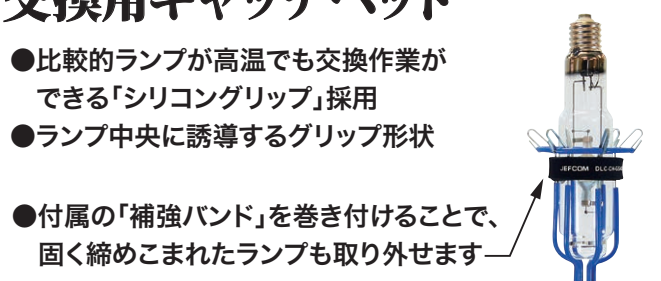 交換用キャッチヘッド
●比較的ランプが高温でも交換作業が
できる「シリコングリップ」採用
●ランプ中央に誘導するグリップ形状
●付属の「補強バンド」を巻き付けることで、
固く締めこまれたランプも取り外せます
JEFCOM